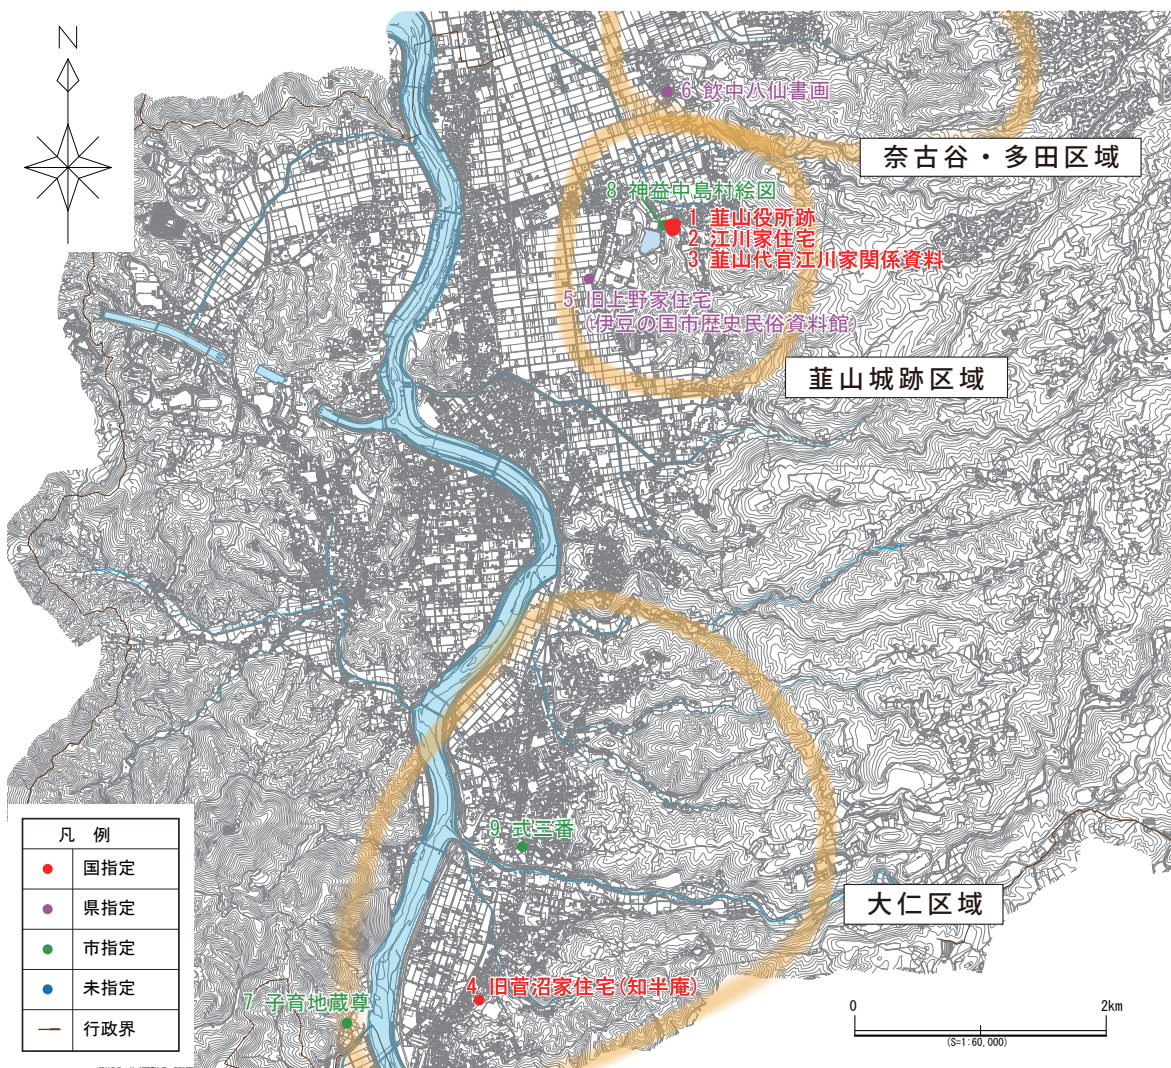 N
6 飲中八仙書画
奈古谷・多田区域
8 神益中島村絵図
1 韮山役所跡
2 江川家住宅
3 韮山代官江川家関係資料
5 旧上野家住宅
(伊豆の国市歴史民俗資料館)
韮山城跡区域
9 式三番
大仁区域
4 旧菅沼家住宅(知半庵)
7 子育地蔵尊
凡 例
国指定
県指定
市指定
未指定
行政界
0 2km
(S=1:60,000)